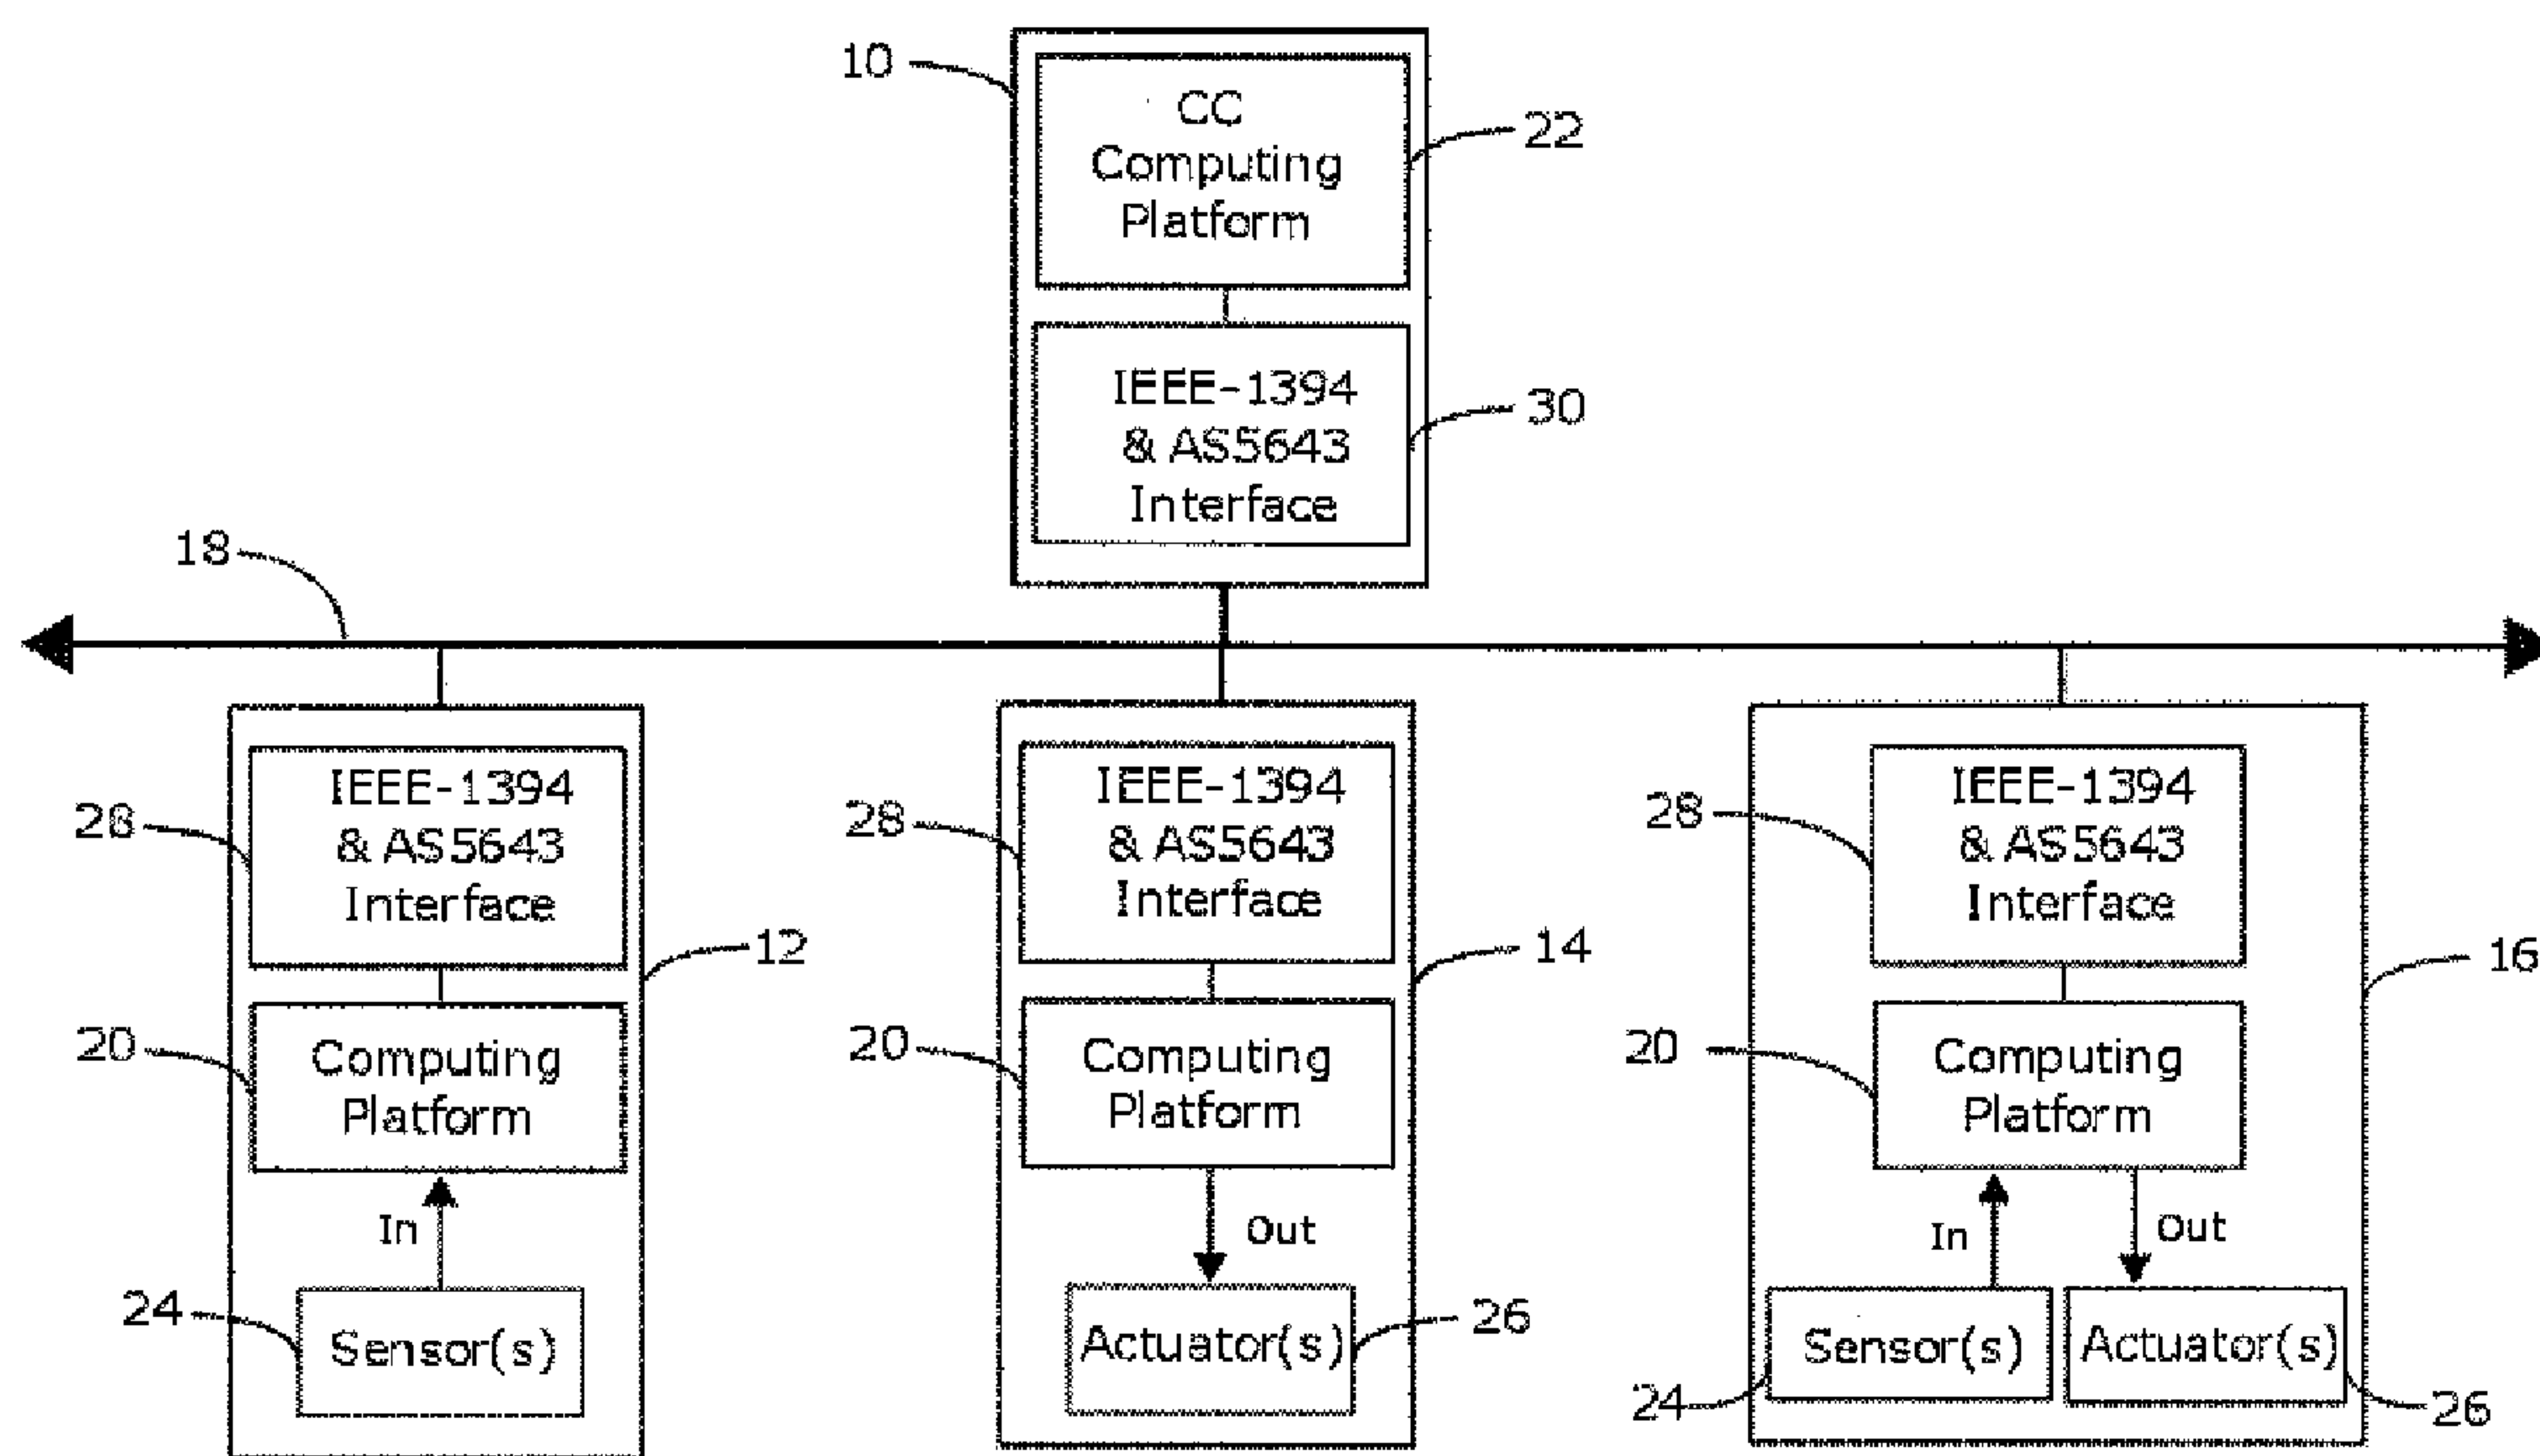 10
CC
Computing
Platform
22
IEEE-1394
& AS5643
Interface
30
18
28
IEEE-1394
& AS5643
Interface
12
20
Computing
Platform
In
24
Sensor(s)
28
IEEE-1394
& AS5643
Interface
14
20
Computing
Platform
Out
Actuator(s)
26
28
IEEE-1394
& AS5643
Interface
16
20
Computing
Platform
In
Out
24
Sensor(s)
Actuator(s)
26